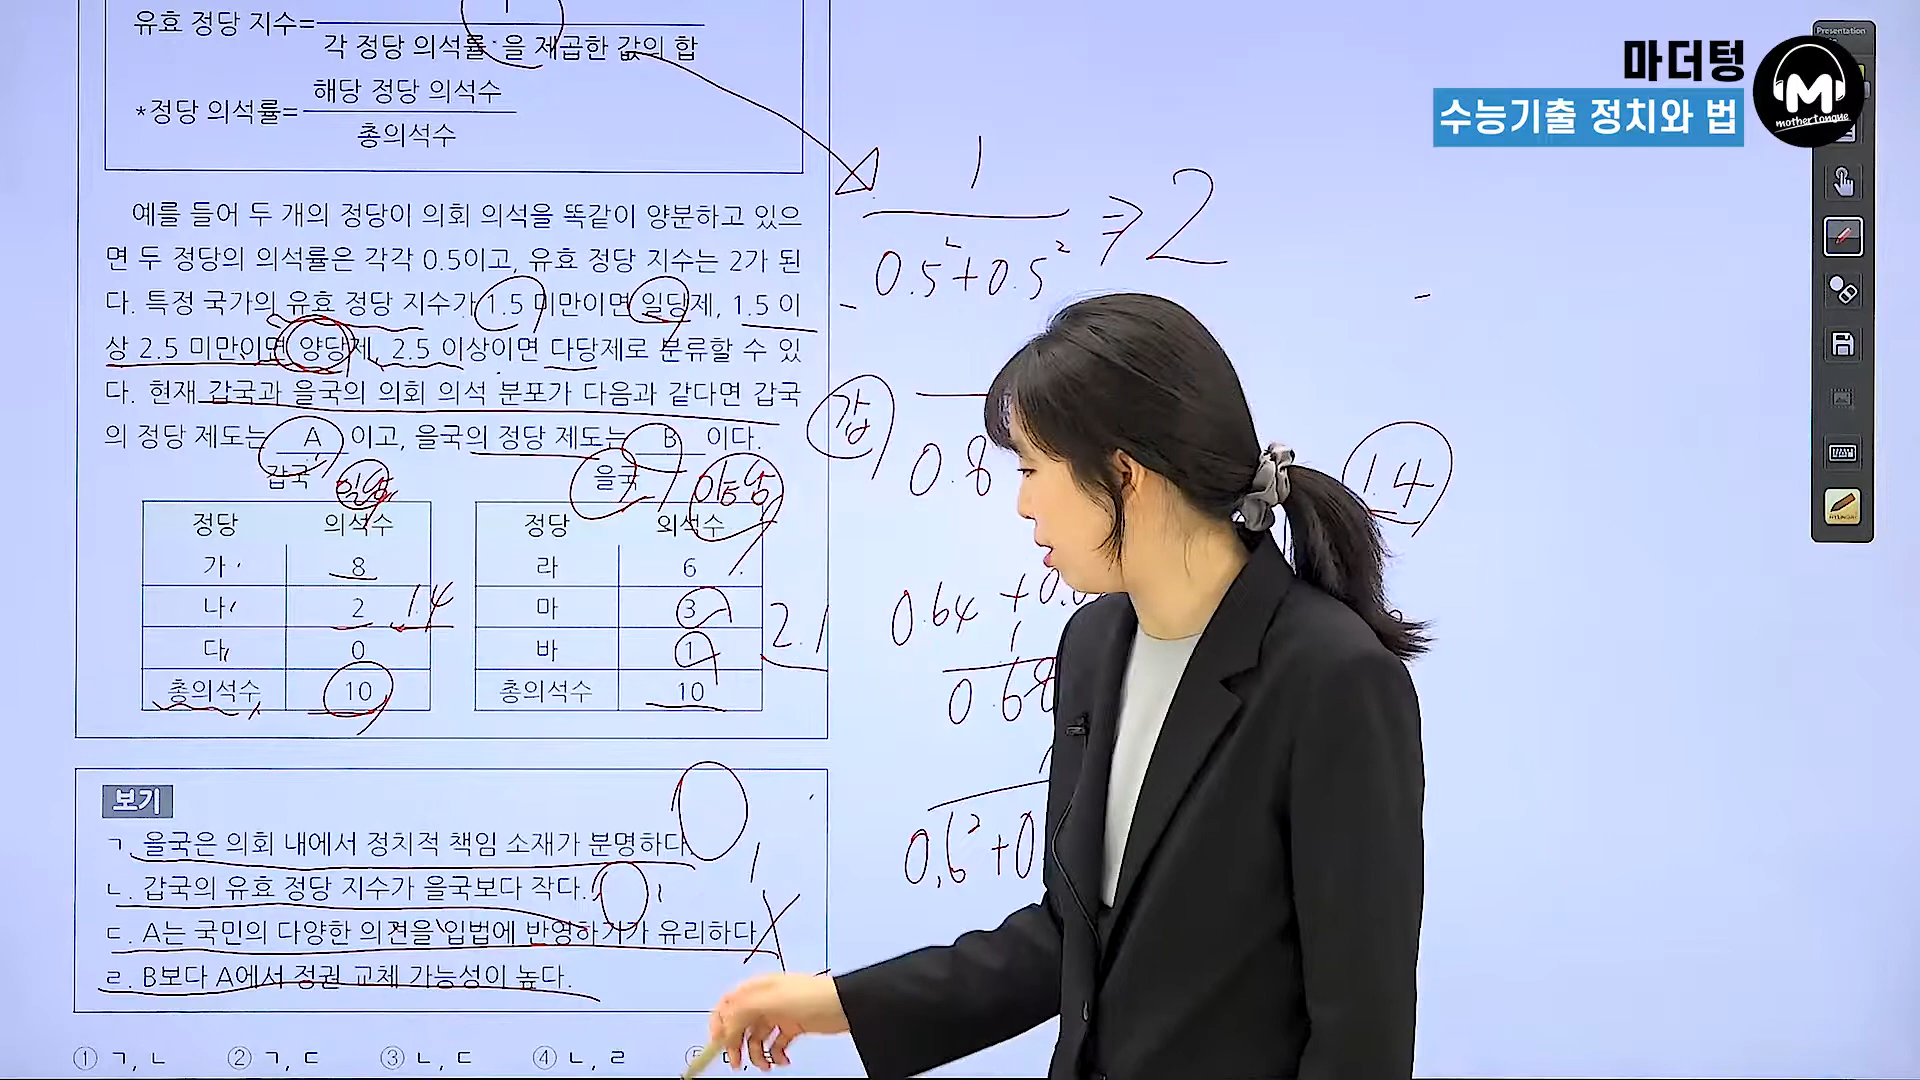 유효 정당 지수=
각 정당 의석률*을 제곱한 값의 합
*정당 의석률=
해당 정당 의석수
총의석수
예를 들어 두 개의 정당이 의회 의석을 똑같이 양분하고 있으
면 두 정당의 의석률은 각각 0.5이고, 유효 정당 지수는 2가 된
다. 특정 국가의 유효 정당 지수가 1.5 미만이면 일당제, 1.5 이
상 2.5 미만이면 양당제, 2.5 이상이면 다당제로 분류할 수 있
다. 현재 갑국과 을국의 의회 의석 분포가 다음과 같다면 갑국
의 정당 제도는 A 이고, 을국의 정당 제도는 B 이다.
갑국
일당
정당 의석수
가 8
나 2
다 0
총의석수 10
1.4
을국
정당 의석수
라 6
마 3
바 1
총의석수 10
2.1
보기
ㄱ. 을국은 의회 내에서 정치적 책임 소재가 분명하다.
ㄴ. 갑국의 유효 정당 지수가 을국보다 작다.
ㄷ. A는 국민의 다양한 의견을 입법에 반영하기가 유리하다.
ㄹ. B보다 A에서 정권 교체 가능성이 높다.
① ㄱ, ㄴ ② ㄱ, ㄷ ③ ㄴ, ㄷ ④ ㄴ, ㄹ
1
0.5²+0.5² ⇒ 2
갑
0.8
1.4
0.64 +
1
0.68
0.6²+0
마더텅
수능기출 정치와 법
M
mothertongue
Presentation